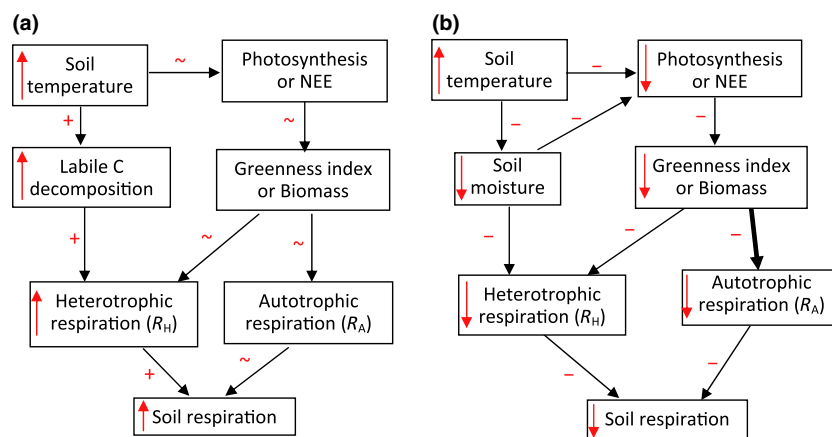 (a)
Soil
temperature
~
Photosynthesis
or NEE
+
~
Labile C
decomposition
Greenness index
or Biomass
+
~
~
Heterotrophic
respiration (RH)
Autotrophic
respiration (RA)
+
~
Soil respiration
(b)
Soil
temperature
–
Photosynthesis
or NEE
–
–
–
Soil
moisture
Greenness index
or Biomass
–
–
–
Heterotrophic
respiration (RH)
Autotrophic
respiration (RA)
–
–
Soil respiration